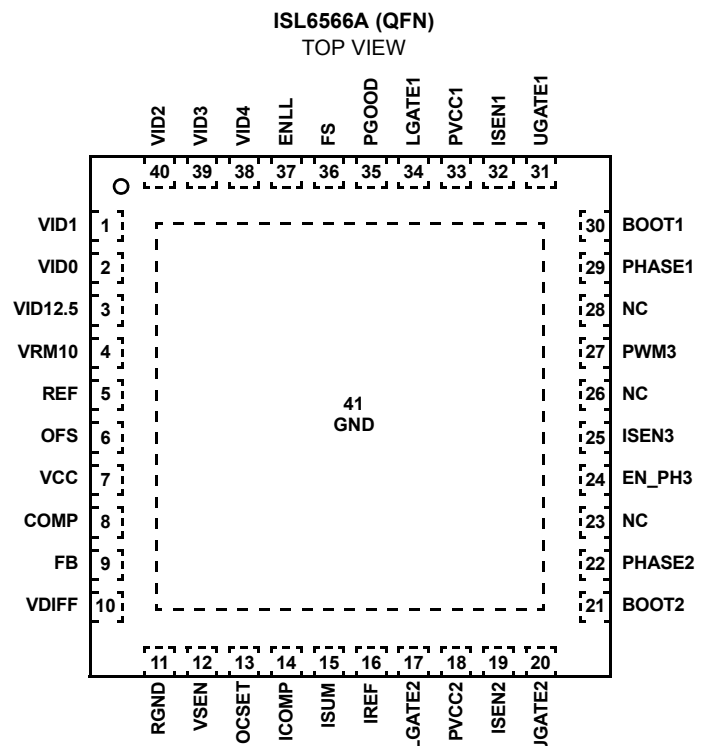 ISL6566A (QFN)
TOP VIEW
VID2
VID3
VID4
ENLL
FS
PGOOD
LGATE1
PVCC1
ISEN1
UGATE1
40 39 38 37 36 35 34 33 32 31
VID1 1 30 BOOT1
VID0 2 29 PHASE1
VID12.5 3 28 NC
VRM10 4 27 PWM3
REF 5 26 NC
41
GND
OFS 6 25 ISEN3
VCC 7 24 EN_PH3
COMP 8 23 NC
FB 9 22 PHASE2
VDIFF 10 21 BOOT2
11 12 13 14 15 16 17 18 19 20
RGND
VSEN
OCSET
ICOMP
ISUM
IREF
LGATE2
PVCC2
ISEN2
UGATE2